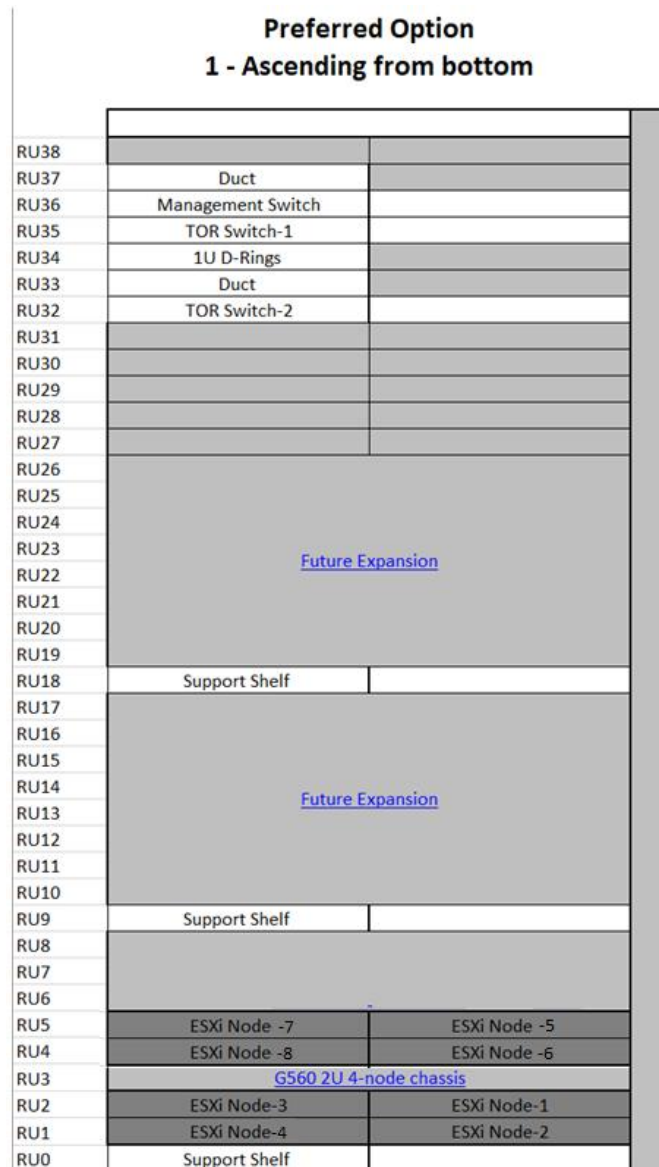 Preferred Option
1 - Ascending from bottom
RU38
RU37 Duct
RU36 Management Switch
RU35 TOR Switch-1
RU34 1U D-Rings
RU33 Duct
RU32 TOR Switch-2
RU31
RU30
RU29
RU28
RU27
RU26
RU25
RU24
RU23
Future Expansion
RU22
RU21
RU20
RU19
RU18 Support Shelf
RU17
RU16
RU15
RU14
Future Expansion
RU13
RU12
RU11
RU10
RU9 Support Shelf
RU8
RU7
RU6
RU5 ESXi Node -7 ESXi Node -5
RU4 ESXi Node -8 ESXi Node -6
RU3 G560 2U 4-node chassis
RU2 ESXi Node-3 ESXi Node-1
RU1 ESXi Node-4 ESXi Node-2
RU0 Support Shelf